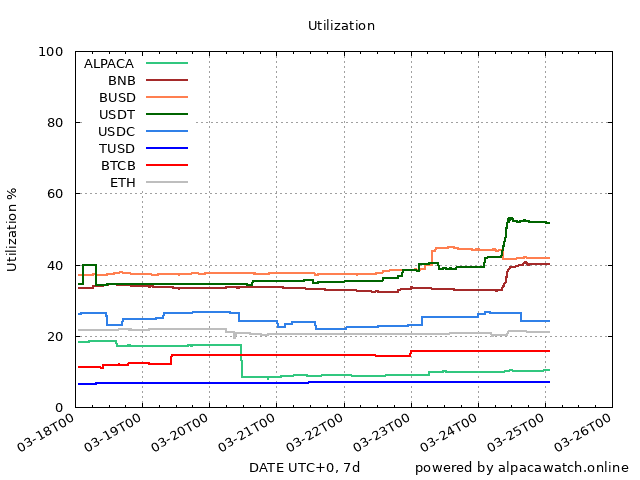 Utilization
100
80
60
40
20
0
Utilization %
ALPACA
BNB
BUSD
USDT
USDC
TUSD
BTCB
ETH
03-18T00 03-19T00 03-20T00 03-21T00 03-22T00 03-23T00 03-24T00 03-25T00 03-26T00
DATE UTC+0, 7d powered by alpacawatch.online